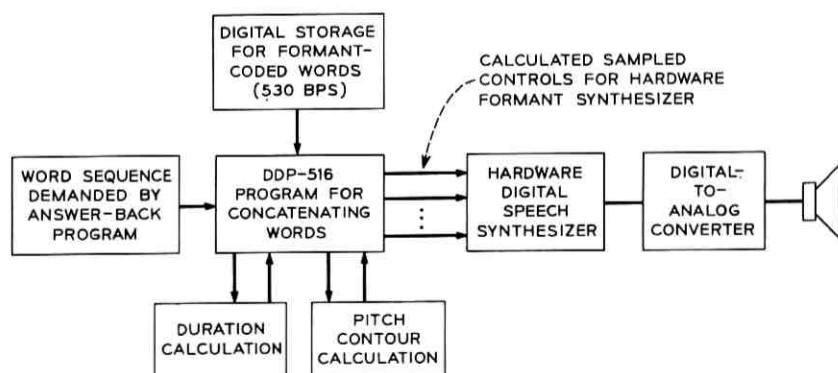 DIGITAL STORAGE
FOR FORMANT-
CODED WORDS
(530 BPS)
CALCULATED SAMPLED
CONTROLS FOR HARDWARE
FORMANT SYNTHESIZER
WORD SEQUENCE
DEMANDED BY
ANSWER-BACK
PROGRAM
DDP-516
PROGRAM FOR
CONCATENATING
WORDS
HARDWARE
DIGITAL
SPEECH
SYNTHESIZER
DIGITAL-
TO-
ANALOG
CONVERTER
DURATION
CALCULATION
PITCH
CONTOUR
CALCULATION